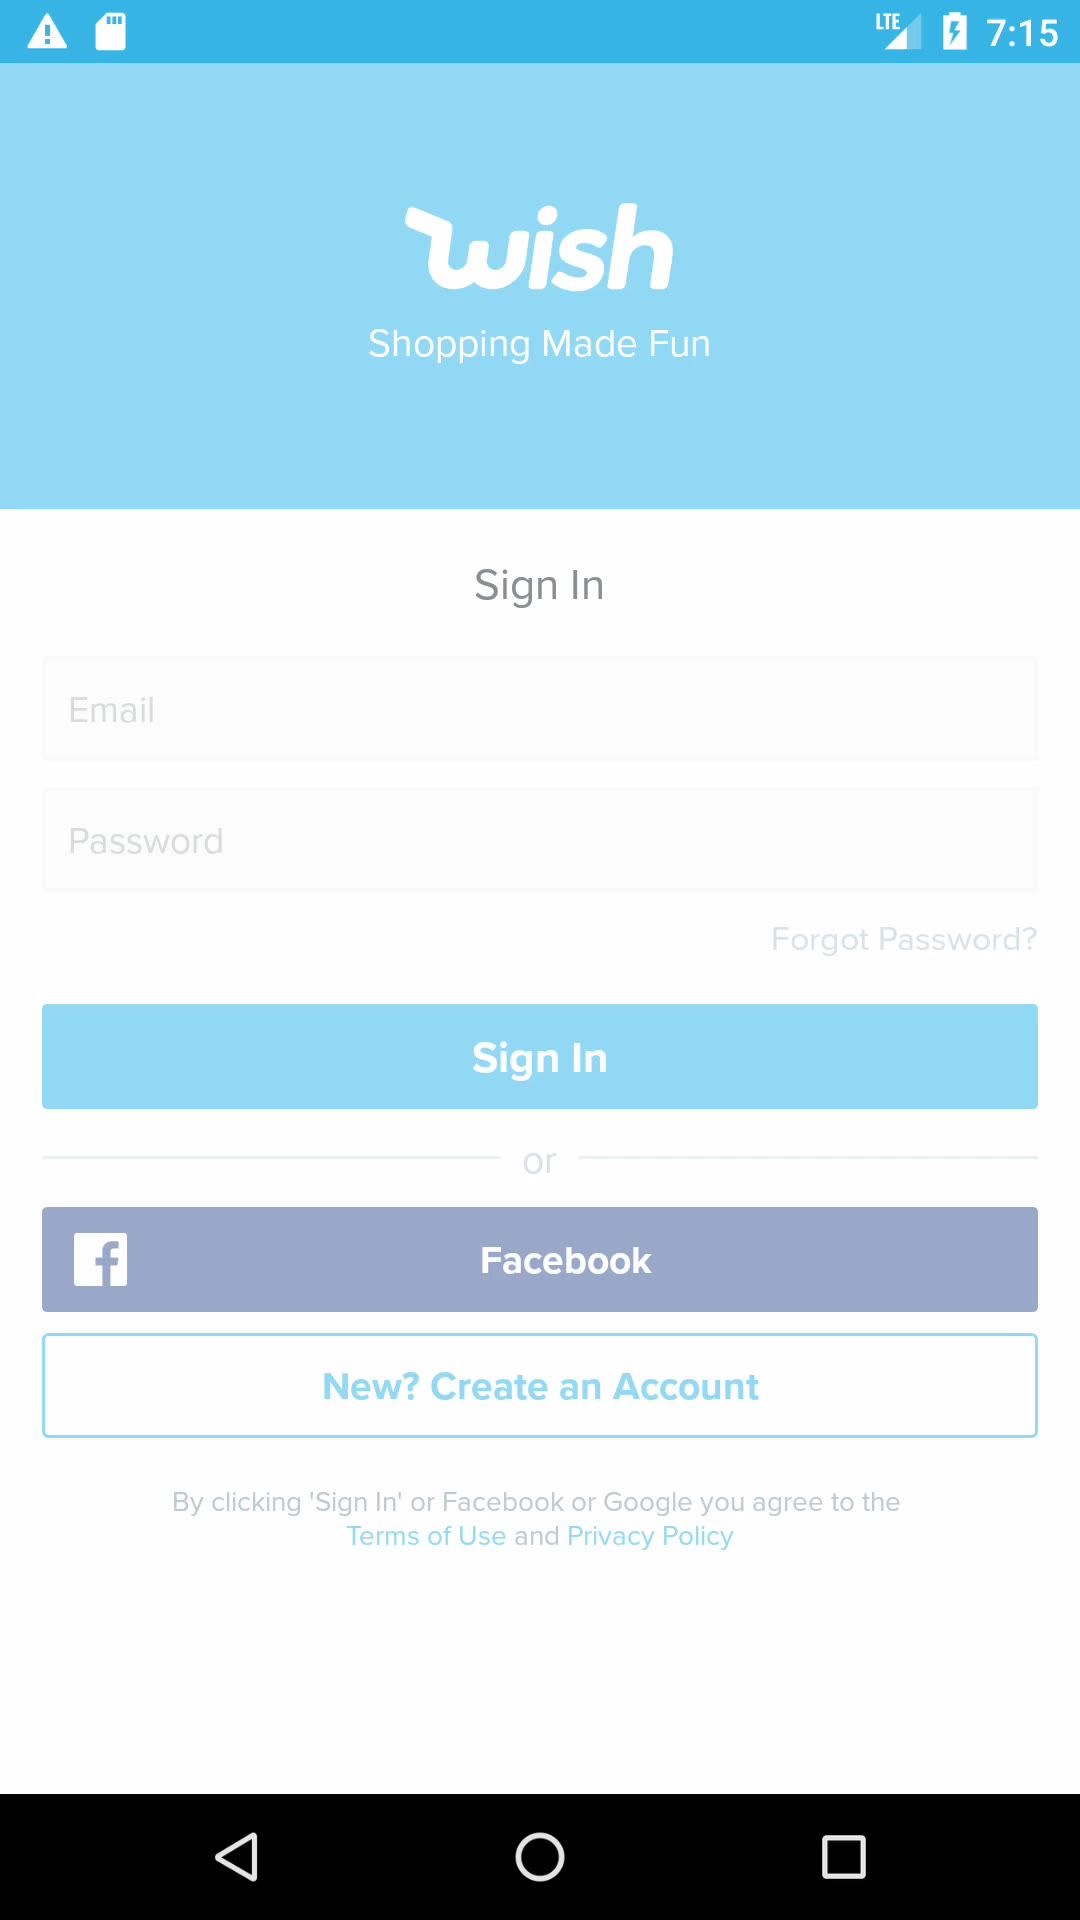 LTE 7:15
wish
Shopping Made Fun
Sign In
Email
Password
Forgot Password?
Sign In
or
Facebook
New? Create an Account
By clicking 'Sign In' or Facebook or Google you agree to the
Terms of Use and Privacy Policy